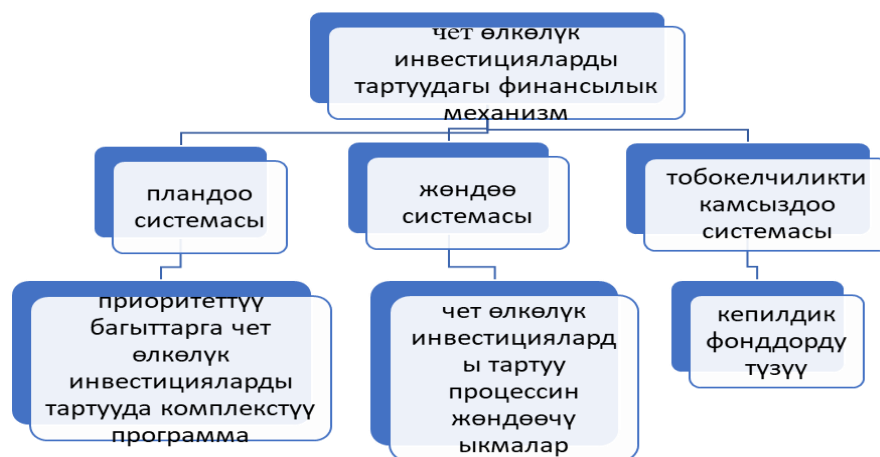 чет өлкөлүк
инвестицияларды
тартуудагы финансылык
механизм
пландоо
системасы
жөндөө
системасы
тобокелчиликти
камсыздоо
системасы
приоритеттүү
багыттарга чет
өлкөлүк
инвестицияларды
тартууда комплекстүү
программа
чет өлкөлүк
инвестициялард
ы тартуу
процессин
жөндөөчү
ыкмалар
кепилдик
фонддорду
түзүү